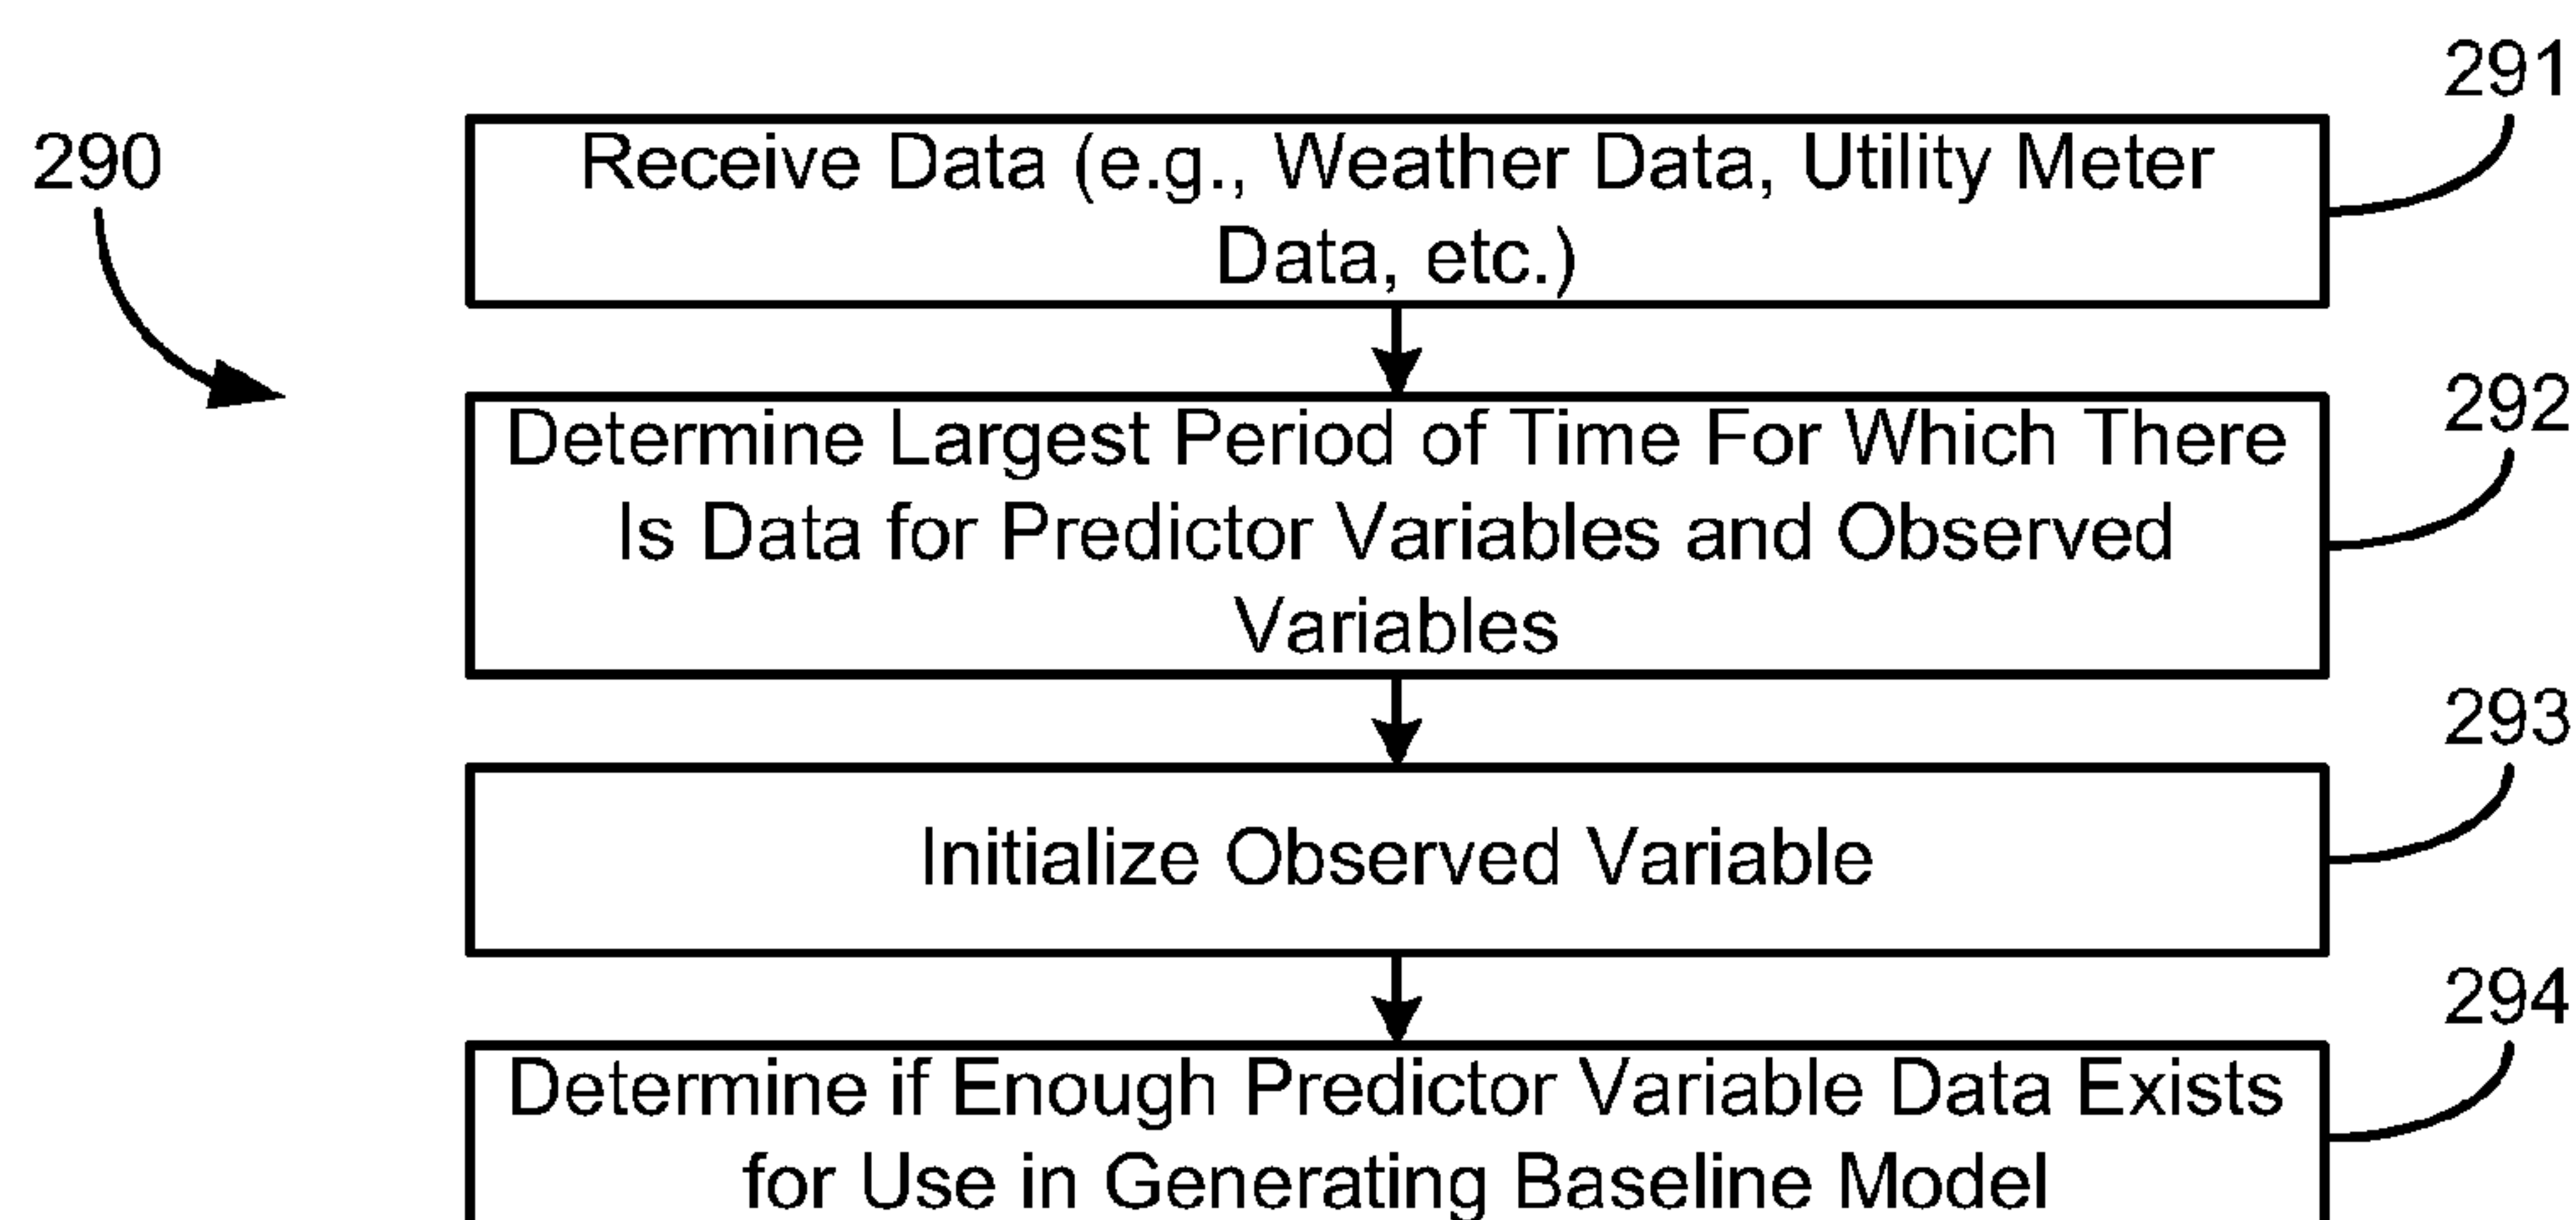 291
290
Receive Data (e.g., Weather Data, Utility Meter
Data, etc.)
292
Determine Largest Period of Time For Which There
Is Data for Predictor Variables and Observed
Variables
293
Initialize Observed Variable
294
Determine if Enough Predictor Variable Data Exists
for Use in Generating Baseline Model